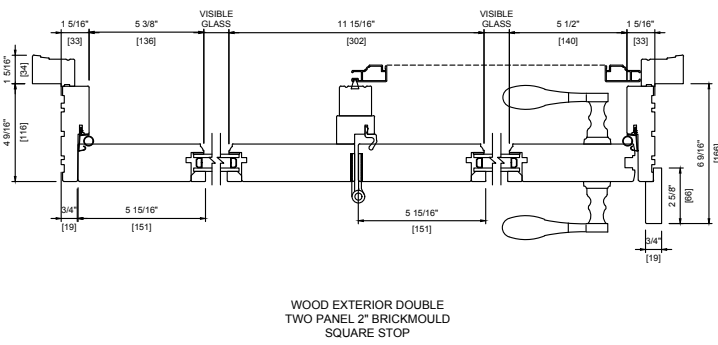 VISIBLE GLASS
VISIBLE GLASS
1 5/16" 5 3/8" 11 15/16" 5 1/2" 1 5/16"
[33] [136] [302] [140] [33]
1 5/16"
[34]
4 9/16"
[116]
6 9/16"
[166]
2 5/8"
[66]
3/4" 5 15/16" 5 15/16" 3/4"
[19] [151] [151] [19]
WOOD EXTERIOR DOUBLE
TWO PANEL 2" BRICKMOULD
SQUARE STOP